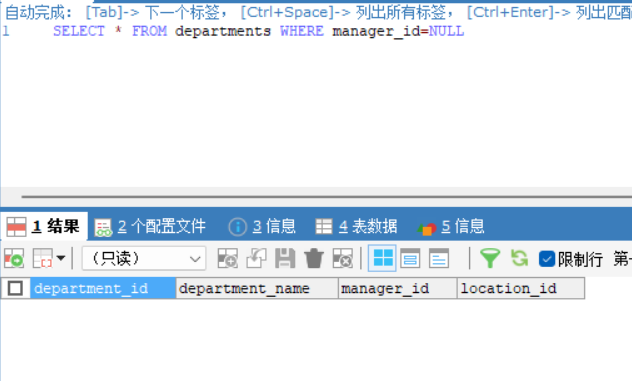 自动完成: [Tab]-> 下一个标签, [Ctrl+Space]-> 列出所有标签, [Ctrl+Enter]-> 列出匹配
1 SELECT * FROM departments WHERE manager_id=NULL
1 结果 2 个配置文件 3 信息 4 表数据 5 信息
(只读) 限制行 第一
department_id department_name manager_id location_id